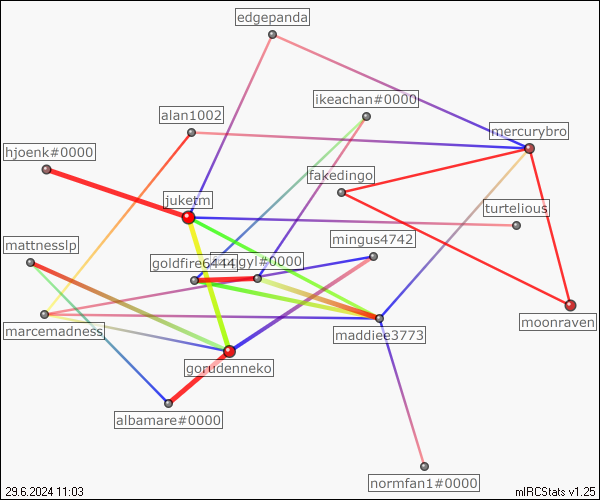 edgepanda
ikeachan#0000
alan1002
mercurybro
hjoenk#0000
fakedingo
juketm
turtelious
mingus4742
mattnesslp
goldfire6444
gyl#0000
moonraven
marcemadness
maddiee3773
gorudenneko
albamare#0000
normfan1#0000
29.6.2024 11:03
mIRCStats v1.25